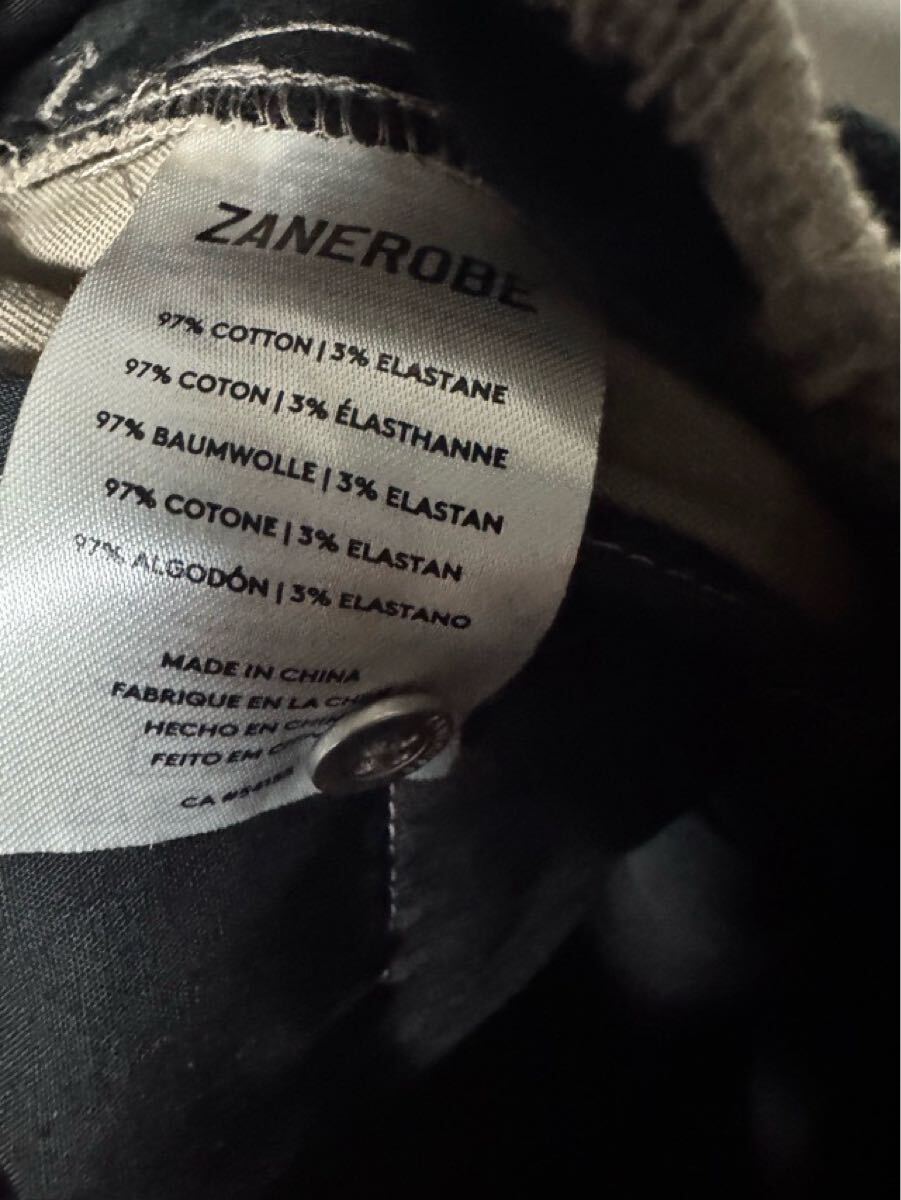 ZANEROBE
97% COTTON | 3% ELASTANE
97% COTON | 3% ÉLASTHANNE
97% BAUMWOLLE | 3% ELASTAN
97% COTONE | 3% ELASTAN
97% ALGODÓN | 3% ELASTANO
MADE IN CHINA
FABRIQUE EN LA
HECHO EN
FEITO EM
CA